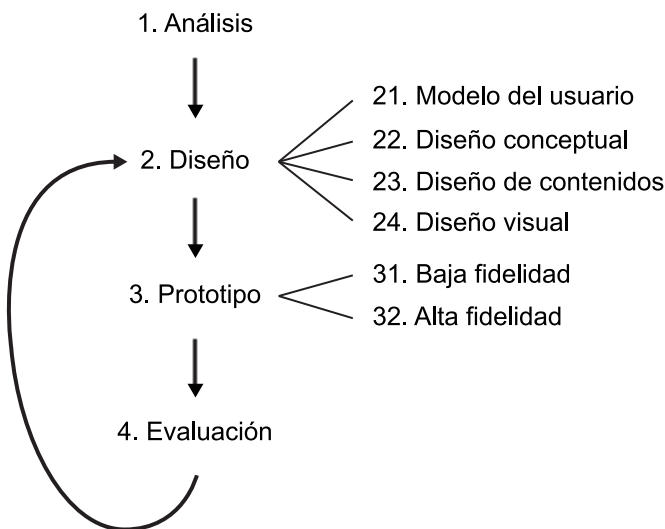 1. Análisis
2. Diseño
21. Modelo del usuario
22. Diseño conceptual
23. Diseño de contenidos
24. Diseño visual
3. Prototipo
31. Baja fidelidad
32. Alta fidelidad
4. Evaluación